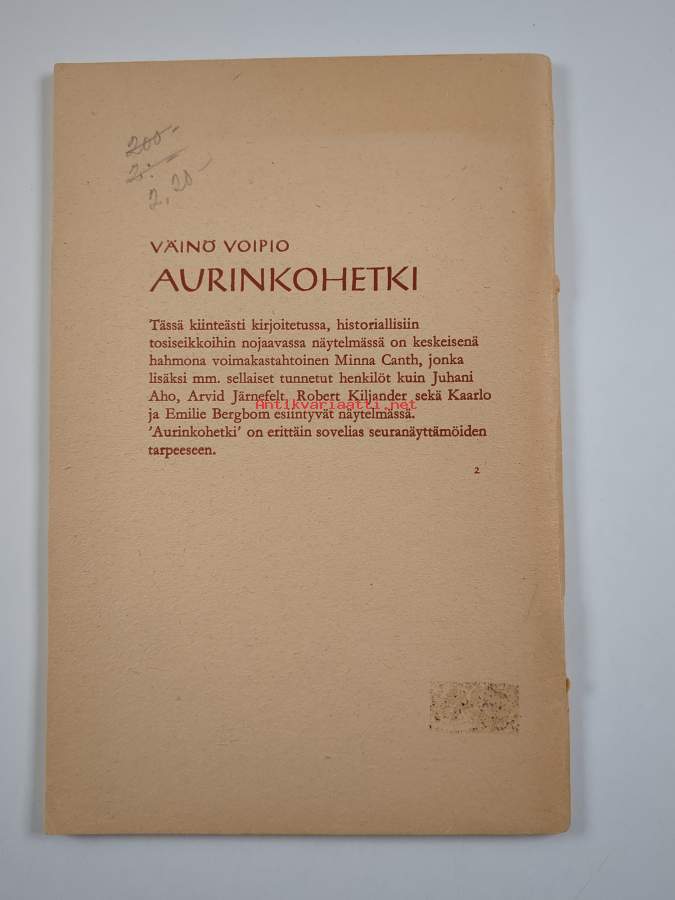 200-
2:-
2,20-
VÄINÖ VOIPIO
AURINKOHETKI
Tässä kiinteästi kirjoitetussa, historiallisiin
tosiseikkoihin nojaavassa näytelmässä on keskeisenä
hahmona voimakastahtoinen Minna Canth, jonka
lisäksi mm. sellaiset tunnetut henkilöt kuin Juhani
Aho, Arvid Järnefelt, Robert Kiljander sekä Kaarlo
Antikvariaatti.net
ja Emilie Bergbom esiintyvät näytelmässä.
'Aurinkohetki' on erittäin sovelias seuranäyttämöiden
tarpeeseen.
2